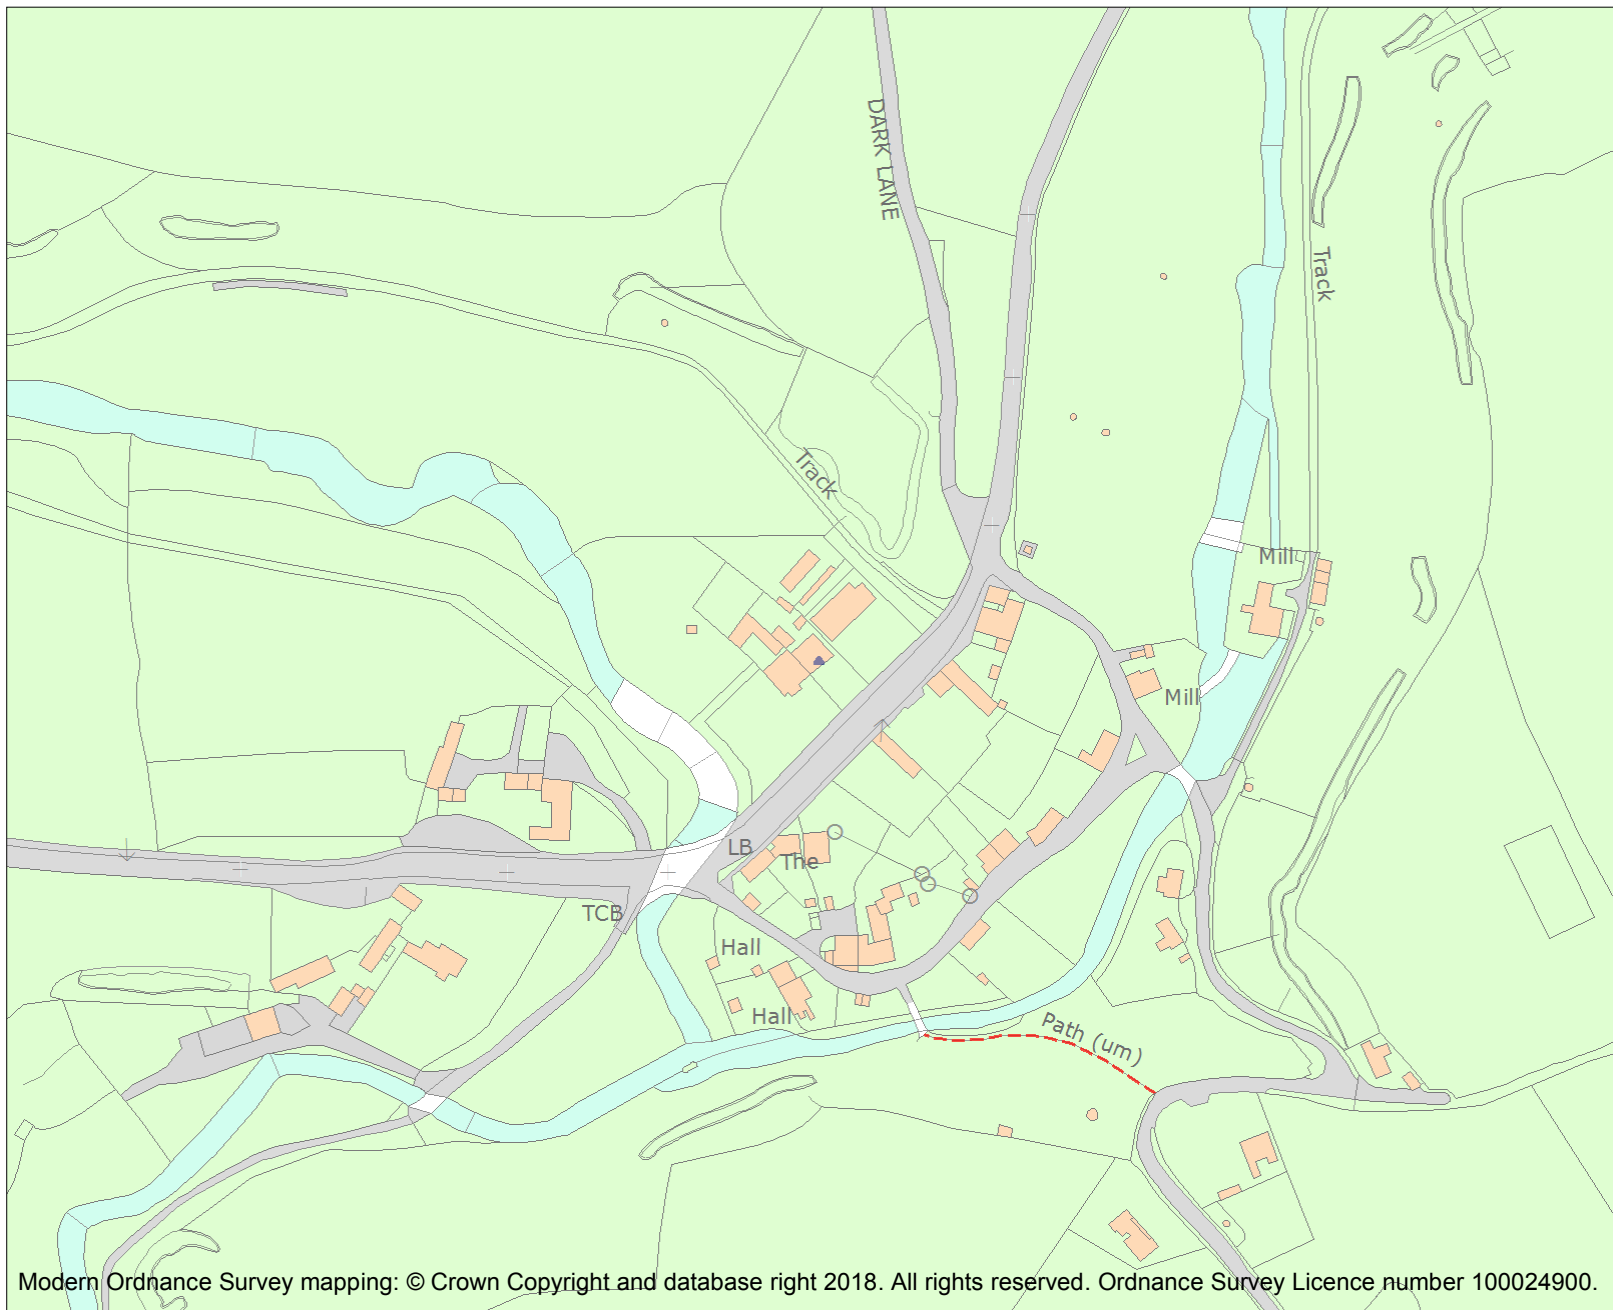 DARK LANE
Track
Track
Mill
Mill
LB
The
TCB
Hall
Hall
Path (um)
Modern Ordnance Survey mapping: © Crown Copyright and database right 2018. All rights reserved. Ordnance Survey Licence number 100024900.